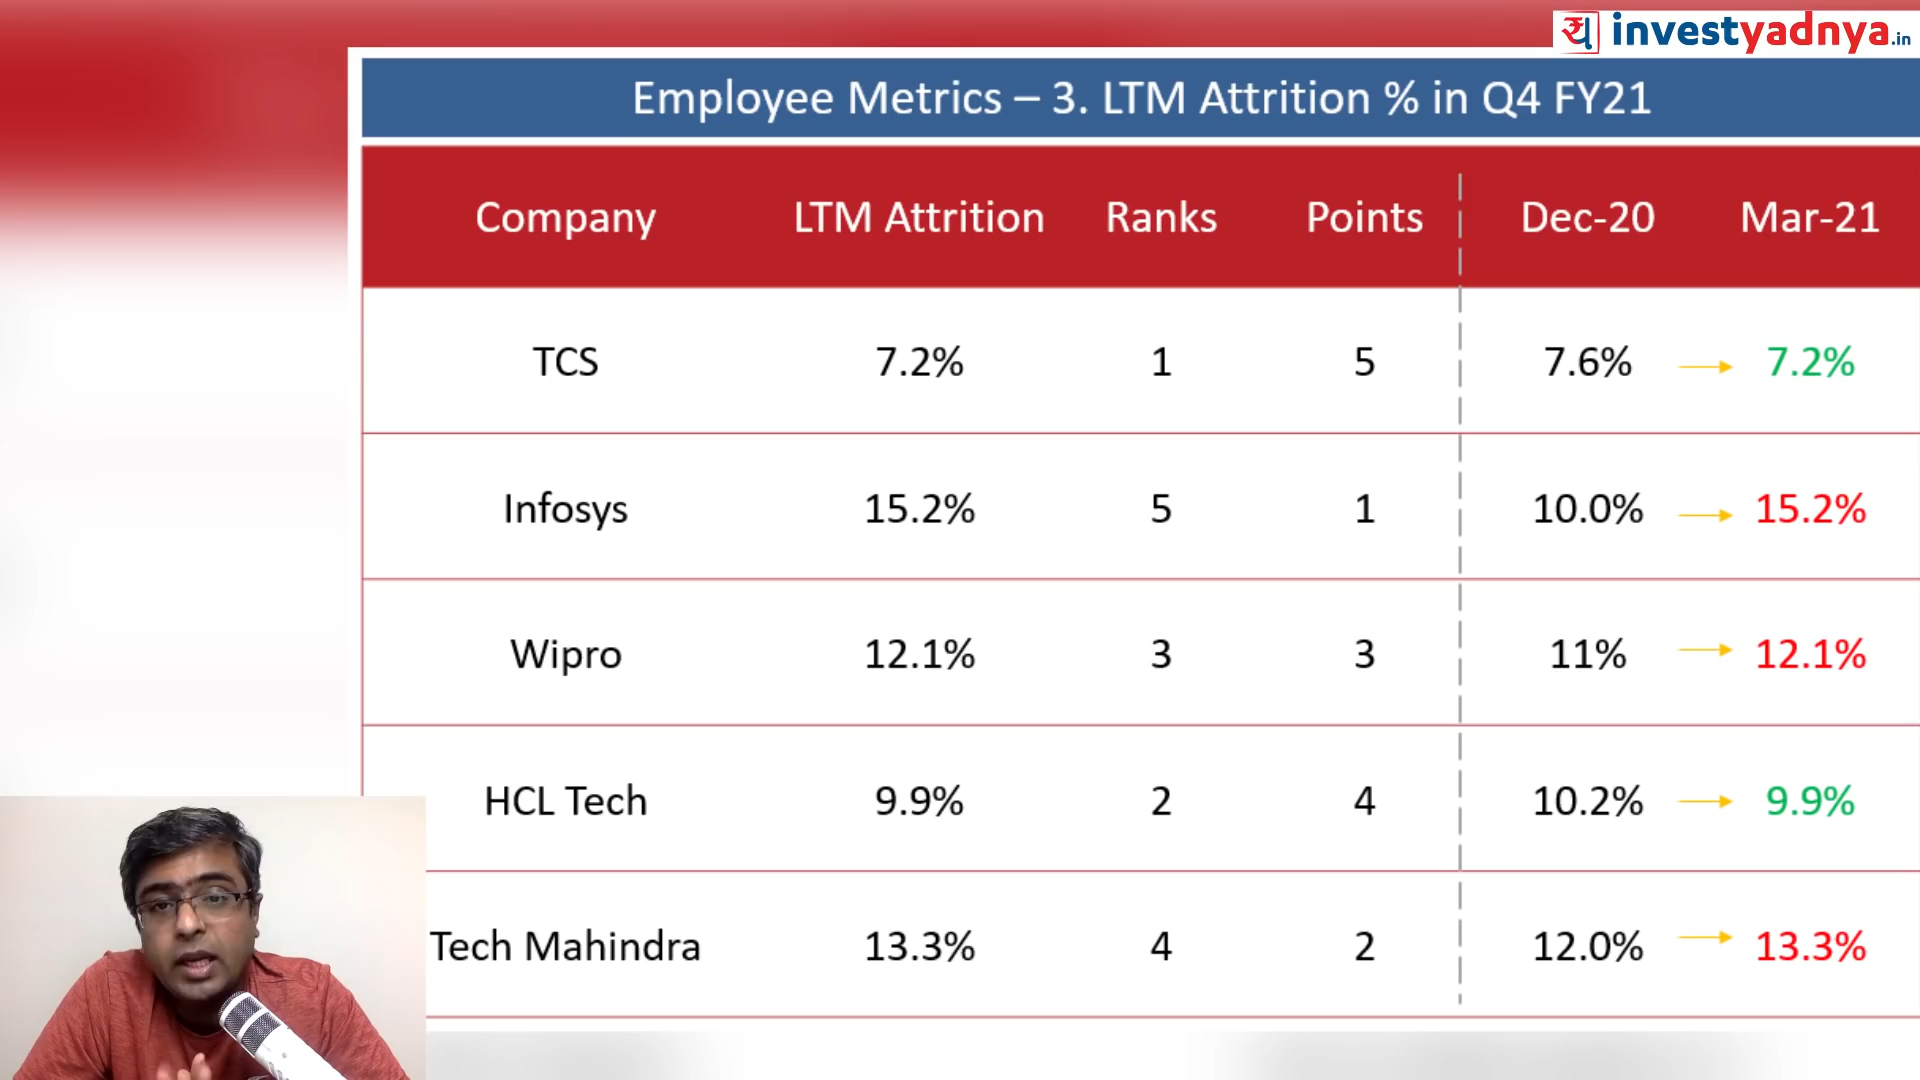 investyadnya.in
Employee Metrics – 3. LTM Attrition % in Q4 FY21
Company LTM Attrition Ranks Points Dec-20 Mar-21
TCS 7.2% 1 5 7.6% 7.2%
Infosys 15.2% 5 1 10.0% 15.2%
Wipro 12.1% 3 3 11% 12.1%
HCL Tech 9.9% 2 4 10.2% 9.9%
Tech Mahindra 13.3% 4 2 12.0% 13.3%